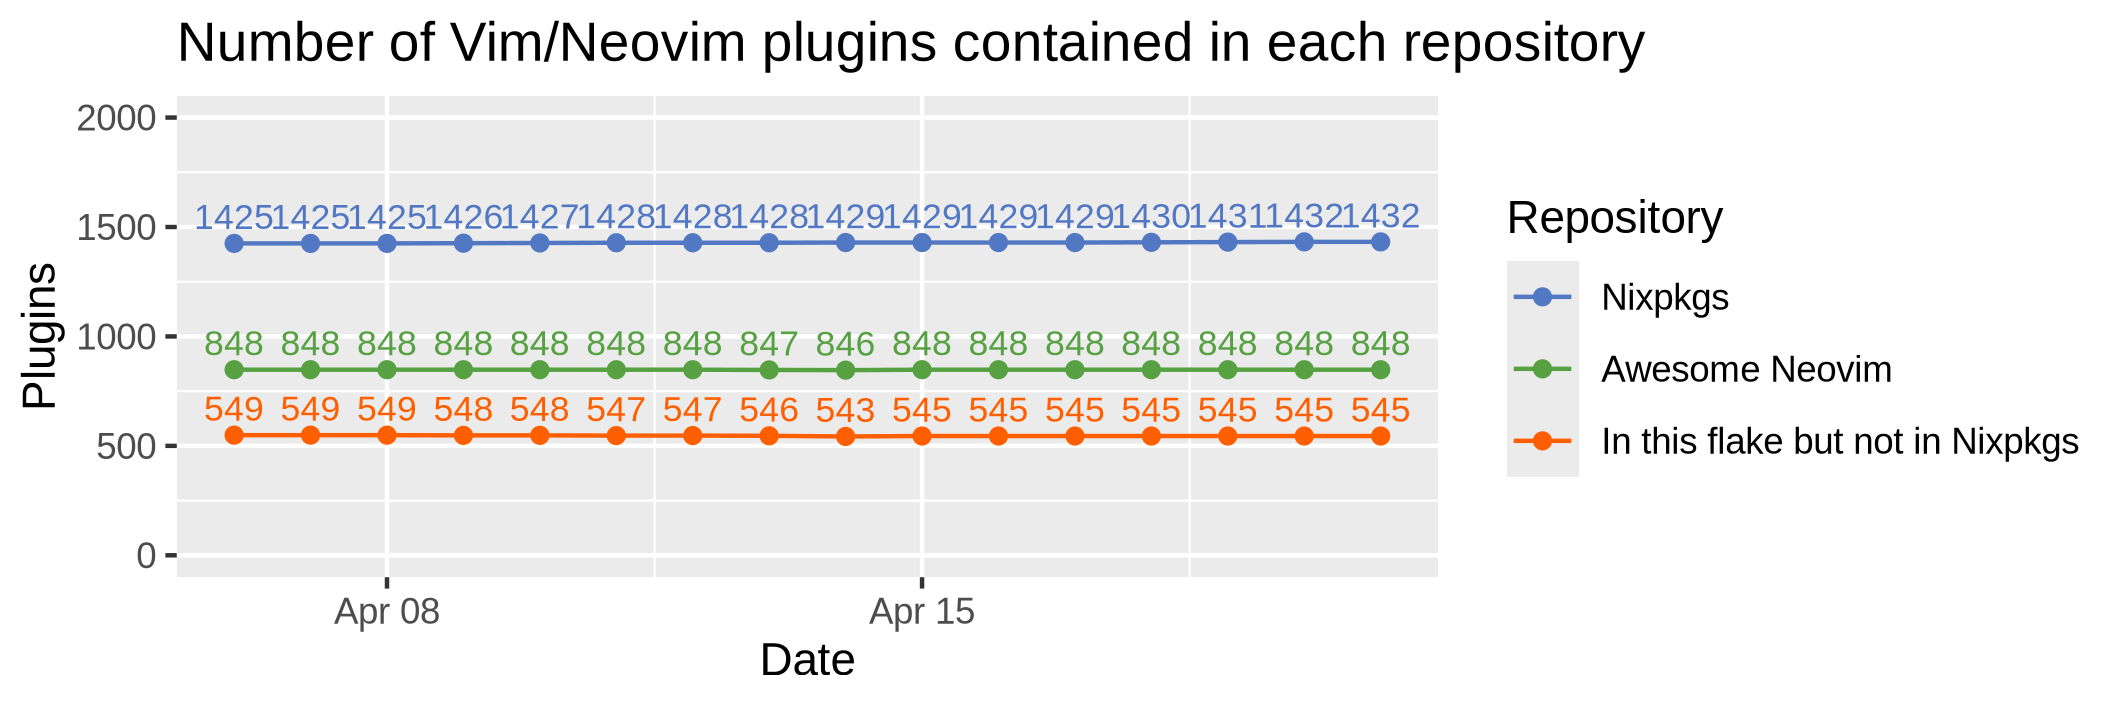 Number of Vim/Neovim plugins contained in each repository
2000
1500
1000
500
0
Plugins
1425 1425 1425 1426 1427 1428 1428 1428 1429 1429 1429 1429 1430 1431 1432 1432
848 848 848 848 848 848 848 847 846 848 848 848 848 848 848 848
549 549 549 548 548 547 547 546 543 545 545 545 545 545 545 545
Apr 08 Apr 15
Date
Repository
Nixpkgs
Awesome Neovim
In this flake but not in Nixpkgs